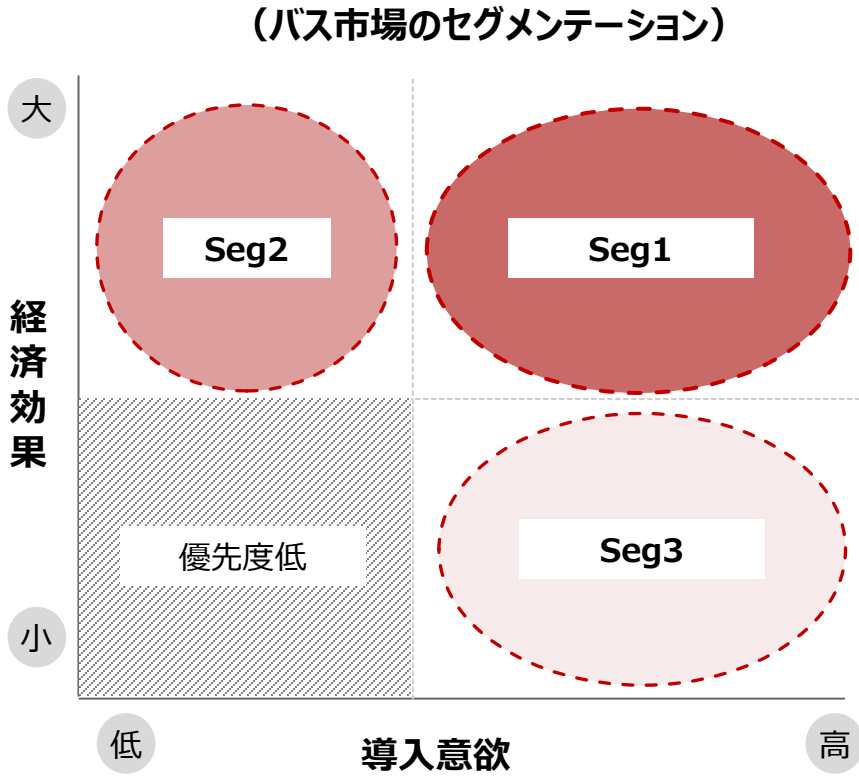 （バス市場のセグメンテーション）
大
Seg2
Seg1
経済効果
優先度低
Seg3
小
低
導入意欲
高